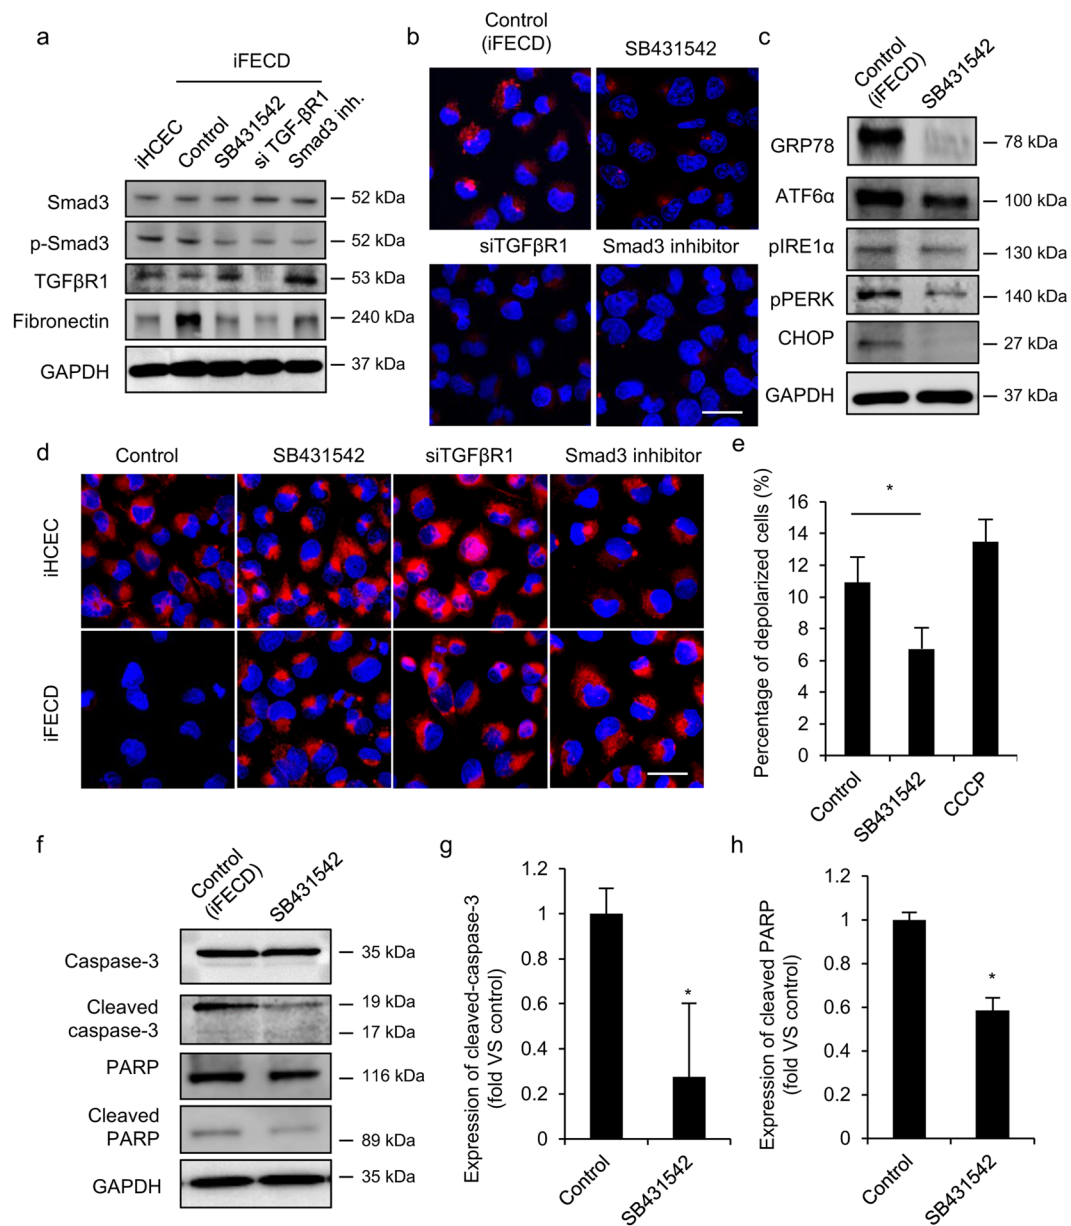 a
iFECD
iHCEC
Control
SB431542
si TGF-βR1
Smad3 inh.
Smad3
52 kDa
p-Smad3
52 kDa
TGFβR1
53 kDa
Fibronectin
240 kDa
GAPDH
37 kDa
b
Control
(iFECD)
SB431542
siTGFβR1
Smad3 inhibitor
c
Control
(iFECD)
SB431542
GRP78
78 kDa
ATF6α
100 kDa
pIRE1α
130 kDa
pPERK
140 kDa
CHOP
27 kDa
GAPDH
37 kDa
d
Control
SB431542
siTGFβR1
Smad3 inhibitor
iHCEC
iFECD
e
Percentage of depolarized cells (%)
16
14
12
10
8
6
4
2
0
*
Control
SB431542
CCCP
f
Control
(iFECD)
SB431542
Caspase-3
35 kDa
Cleaved
caspase-3
19 kDa
17 kDa
PARP
116 kDa
Cleaved
PARP
89 kDa
GAPDH
35 kDa
g
Expression of cleaved-caspase-3
(fold VS control)
1.2
1
0.8
0.6
0.4
0.2
0
*
Control
SB431542
h
Expression of cleaved PARP
(fold VS control)
1.2
1
0.8
0.6
0.4
0.2
0
*
Control
SB431542